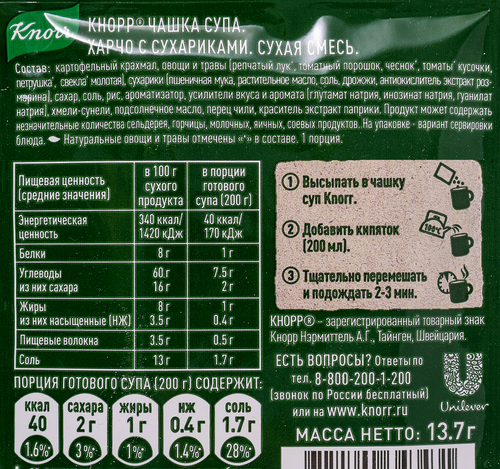 Knorr
КНОРР® ЧАШКА СУПА.
ХАРЧО С СУХАРИКАМИ. СУХАЯ СМЕСЬ.
Состав: картофельный крахмал, овощи и травы (репчатый лук*, томатный порошок, чеснок*, томаты* кусочки,
петрушка*, свекла* молотая), сухарики (пшеничная мука, растительное масло, соль, дрожжи, антиокислитель экстракт роз-
марина), сахар, соль, рис, ароматизатор, усилители вкуса и аромата (глутамат натрия, инозинат натрия, гуанилат
натрия), хмели-сунели, подсолнечное масло, перец чили, краситель экстракт паприки. Продукт может содержать
незначительные количества сельдерея, горчицы, молочных, яичных, соевых продуктов. На упаковке - вариант сервировки
блюда. Натуральные овощи и травы отмечены «*» в составе. 1 порция.
Пищевая ценность (средние значения) в 100 г сухого продукта в порции готового супа (200 г)
Энергетическая ценность 340 ккал/ 1420 кДж 40 ккал/ 170 кДж
Белки 8 г 1 г
Углеводы 60 г 7.5 г
из них сахара 16 г 2 г
Жиры 8 г 1 г
из них насыщенные (НЖ) 3.5 г 0.4 г
Пищевые волокна 3.5 г 0.5 г
Соль 13 г 1.7 г
1 Высыпать в чашку
суп Knorr.
2 Добавить кипяток
(200 мл).
100°C
3 Тщательно перемешать
и подождать 2-3 мин.
КНОРР® – зарегистрированный товарный знак
Кнорр Нэрмиттель А.Г., Тайнген, Швейцария.
ЕСТЬ ВОПРОСЫ? Ответы по
тел. 8-800-200-1-200
(звонок по России бесплатный)
или на www.knorr.ru
Unilever
МАССА НЕТТО: 13.7г
ПОРЦИЯ ГОТОВОГО СУПА (200 г) СОДЕРЖИТ:
ккал сахара жиры нж соль
40 2 г 1 г 0.4 г 1.7 г
1.6%* 3%* 1%* 1.4%* 28%*